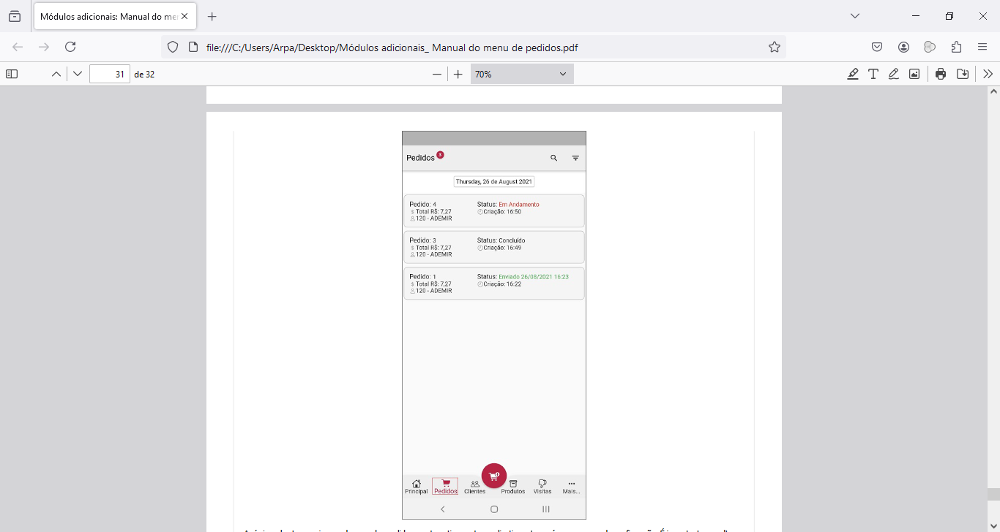 Módulos adicionais: Manual do me
file:///C:/Users/Arpa/Desktop/Módulos adicionais_ Manual do menu de pedidos.pdf
31 de 32
70%
Pedidos 3
Thursday, 26 de August 2021
Pedido: 4 Status: Em Andamento
$ Total R$: 7,27 Criação: 16:50
120 - ADEMIR
Pedido: 3 Status: Concluído
$ Total R$: 7,27 Criação: 16:49
120 - ADEMIR
Pedido: 1 Status: Enviado 26/08/2021 16:23
$ Total R$: 7,27 Criação: 16:22
120 - ADEMIR
Principal Pedidos Clientes Produtos Visitas Mais...